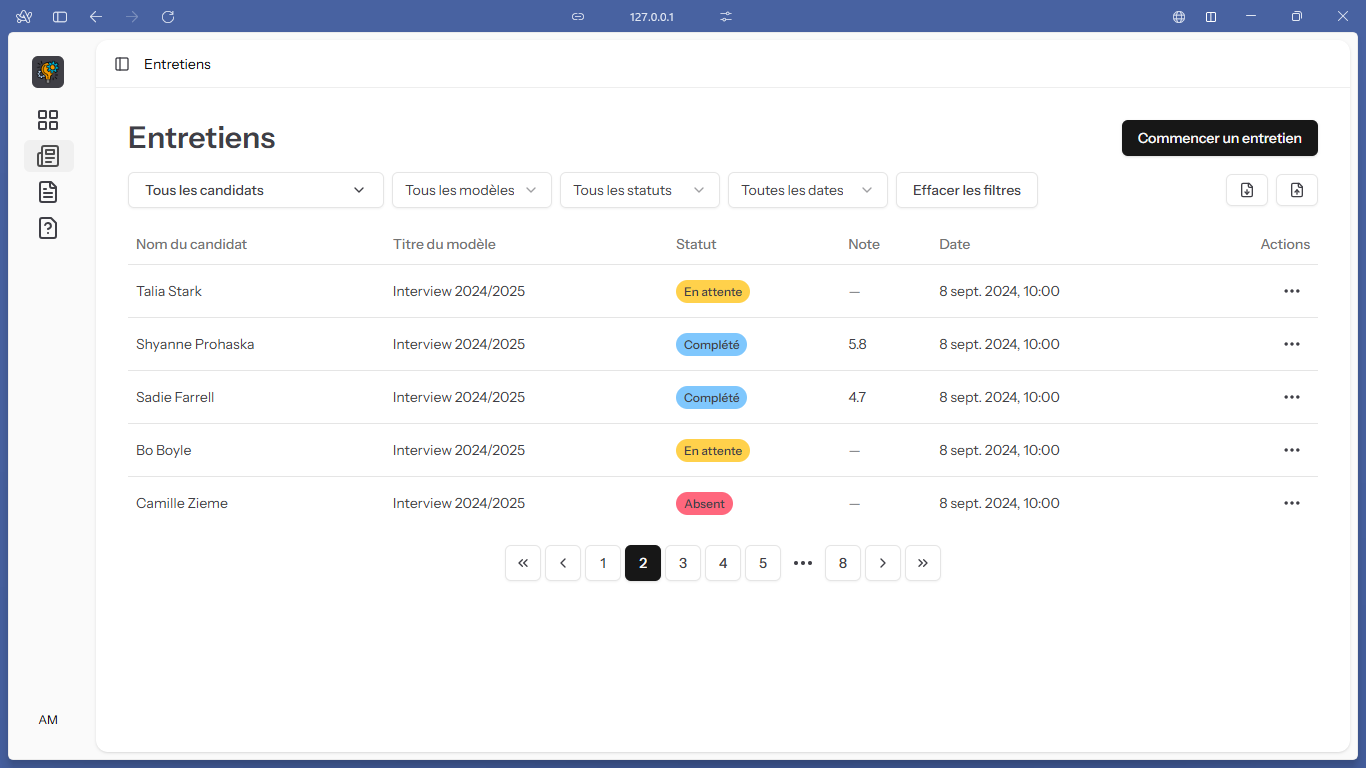 127.0.0.1
Entretiens
Entretiens
Commencer un entretien
Tous les candidats Tous les modèles Tous les statuts Toutes les dates Effacer les filtres
Nom du candidat Titre du modèle Statut Note Date Actions
Talia Stark Interview 2024/2025 En attente — 8 sept. 2024, 10:00
Shyanne Prohaska Interview 2024/2025 Complété 5.8 8 sept. 2024, 10:00
Sadie Farrell Interview 2024/2025 Complété 4.7 8 sept. 2024, 10:00
Bo Boyle Interview 2024/2025 En attente — 8 sept. 2024, 10:00
Camille Zieme Interview 2024/2025 Absent — 8 sept. 2024, 10:00
« ‹ 1 2 3 4 5 ••• 8 › »
AM